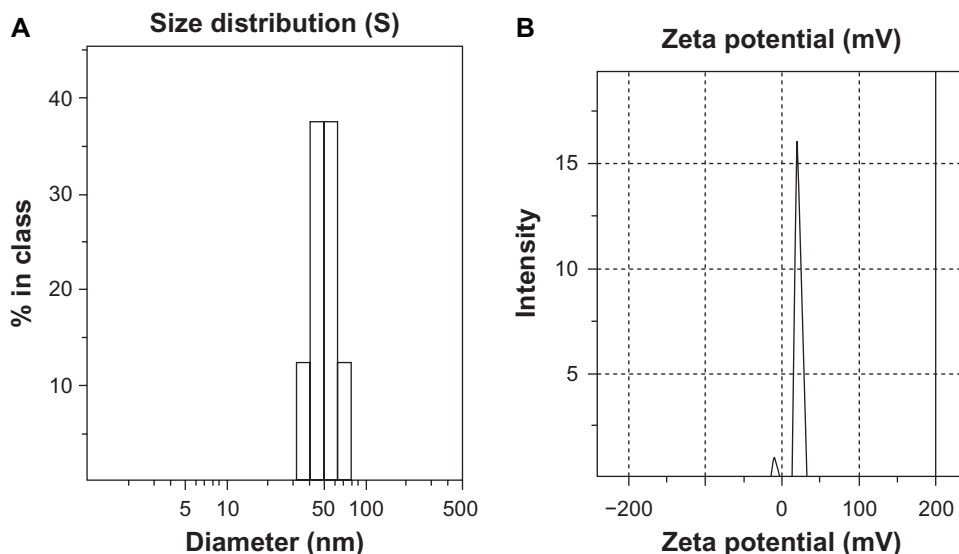 A
Size distribution (S)
% in class
40
30
20
10
5 10 50 100 500
Diameter (nm)
B
Zeta potential (mV)
Intensity
15
10
5
−200 0 100 200
Zeta potential (mV)